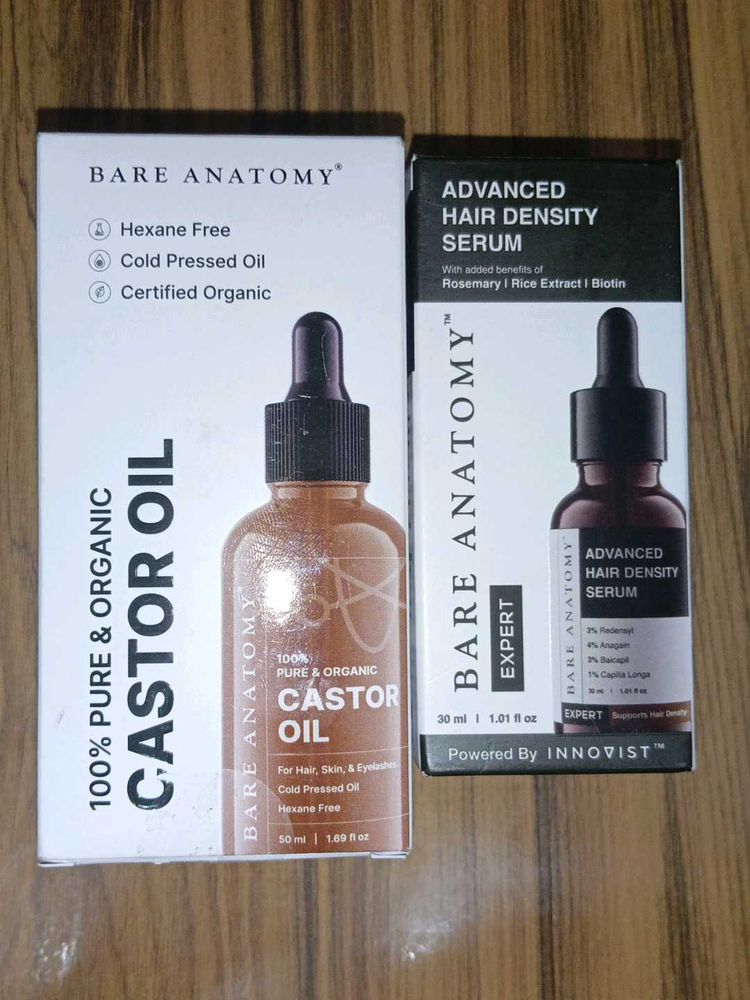 BARE ANATOMY®
Hexane Free
Cold Pressed Oil
Certified Organic
100% PURE & ORGANIC
CASTOR OIL
BARE ANATOMY
100%
PURE & ORGANIC
CASTOR
OIL
For Hair, Skin, & Eyelashes
Cold Pressed Oil
Hexane Free
50 ml | 1.69 fl oz
ADVANCED
HAIR DENSITY
SERUM
With added benefits of
Rosemary | Rice Extract | Biotin
BARE ANATOMY™
EXPERT
30 ml | 1.01 fl oz
BARE ANATOMY™
ADVANCED
HAIR DENSITY
SERUM
3% Redensyl
4% Anagain
3% Baicapil
1% Capilia Longa
30 ml | 1.01 fl oz
EXPERT Supports Hair Density
Powered By INNOVIST™